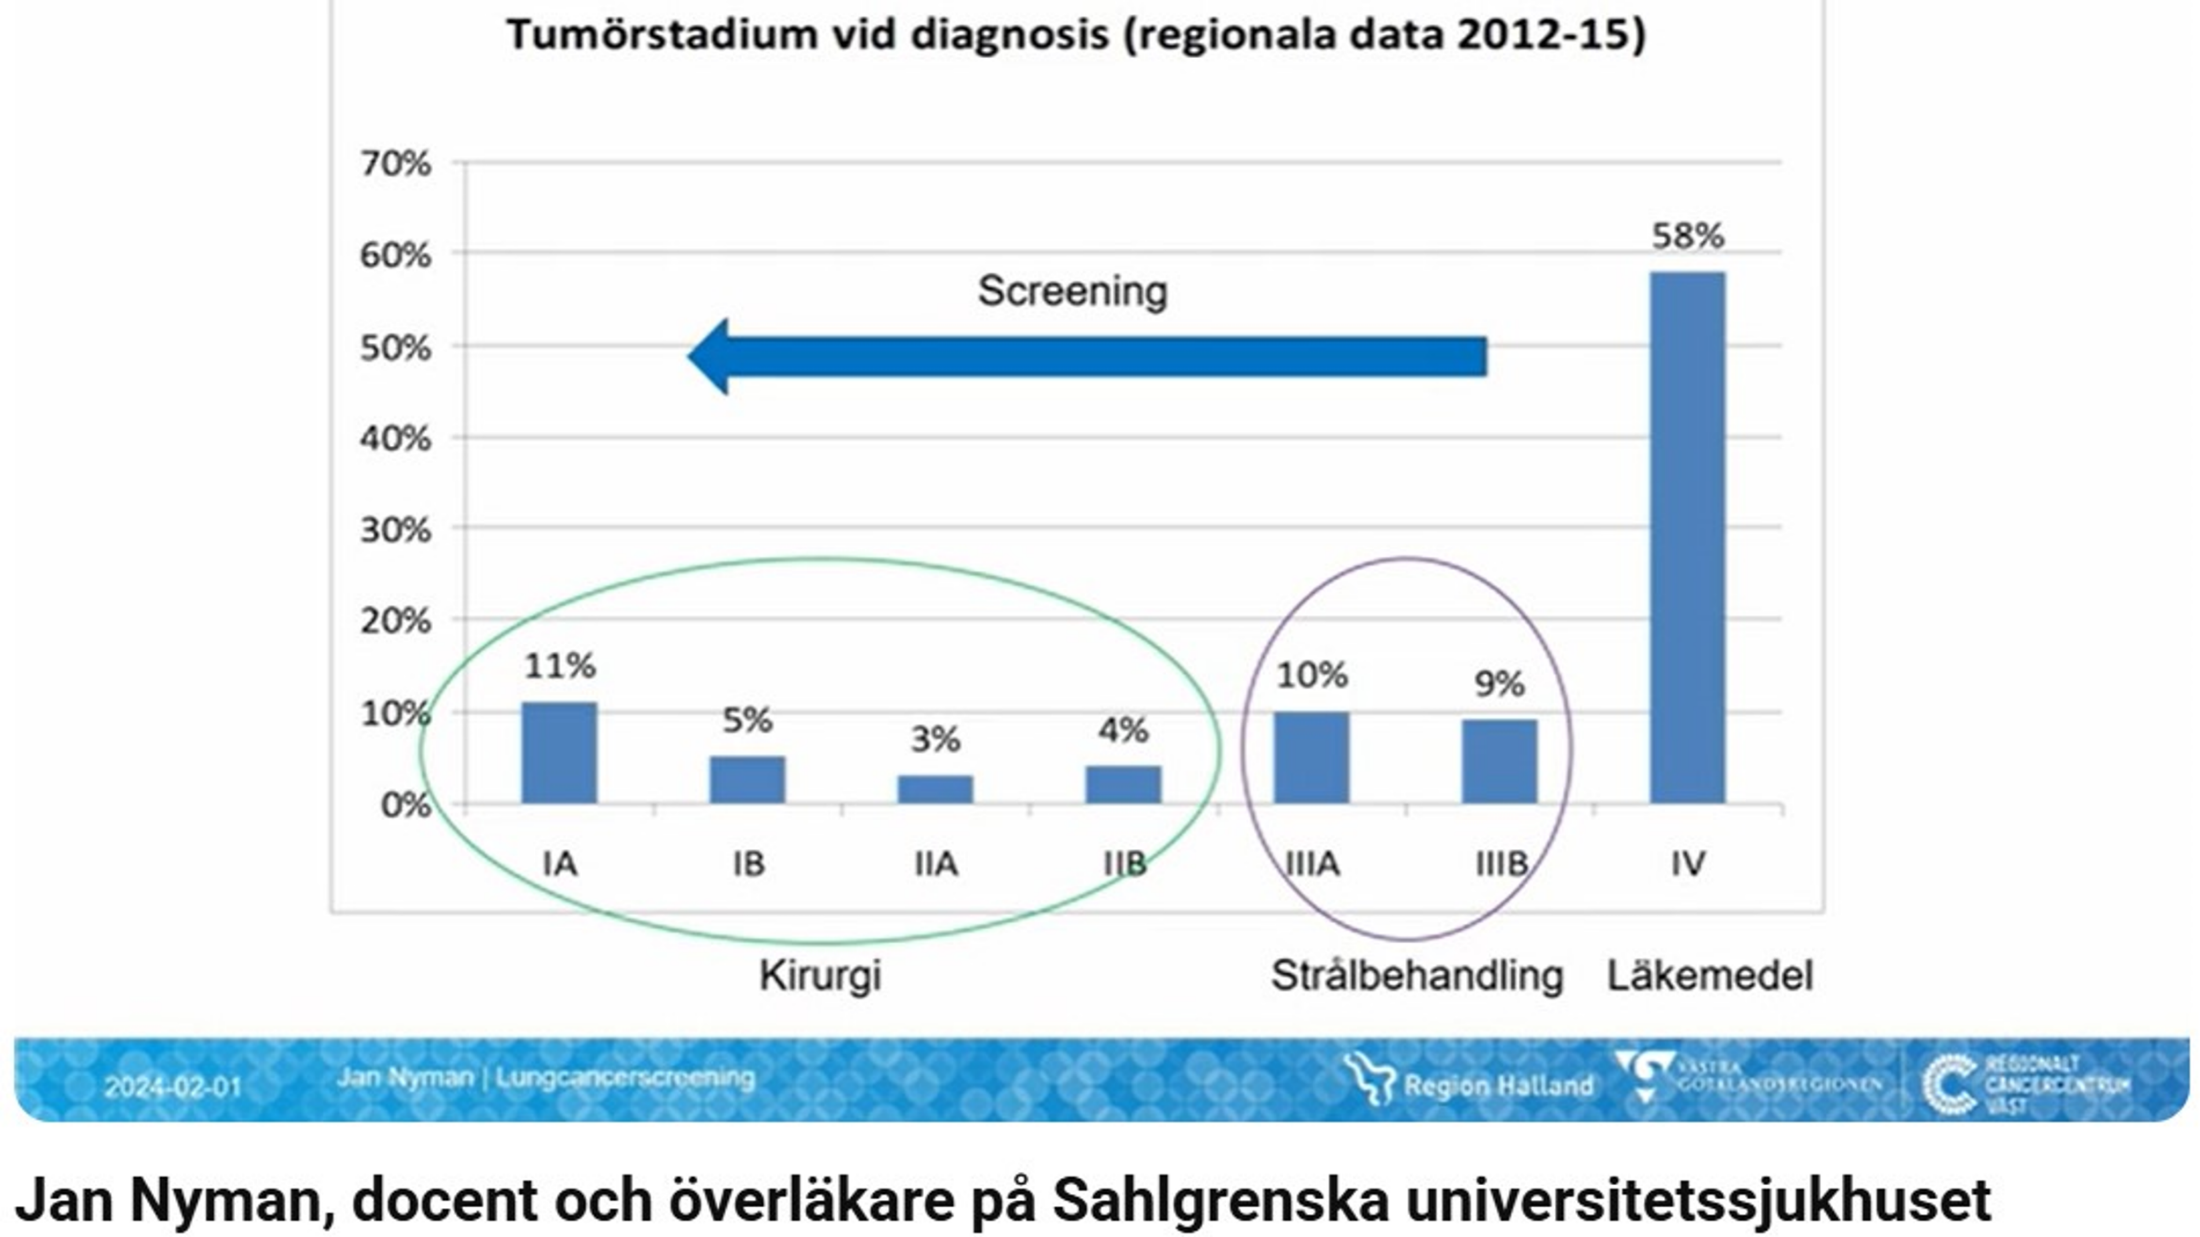 Tumörstadium vid diagnosis (regionala data 2012-15)
70%
60%
50%
40%
30%
20%
10%
0%
Screening
58%
11%
5%
3%
4%
10%
9%
IA IB IIA IIB IIIA IIIB IV
Kirurgi Strålbehandling Läkemedel
2024-02-01
Jan Nyman | Lungcancerscreening
Region Halland
VÄSTRA
GÖTALANDSREGIONEN
REGIONALT
CANCERCENTRUM
VÄST
Jan Nyman, docent och överläkare på Sahlgrenska universitetssjukhuset